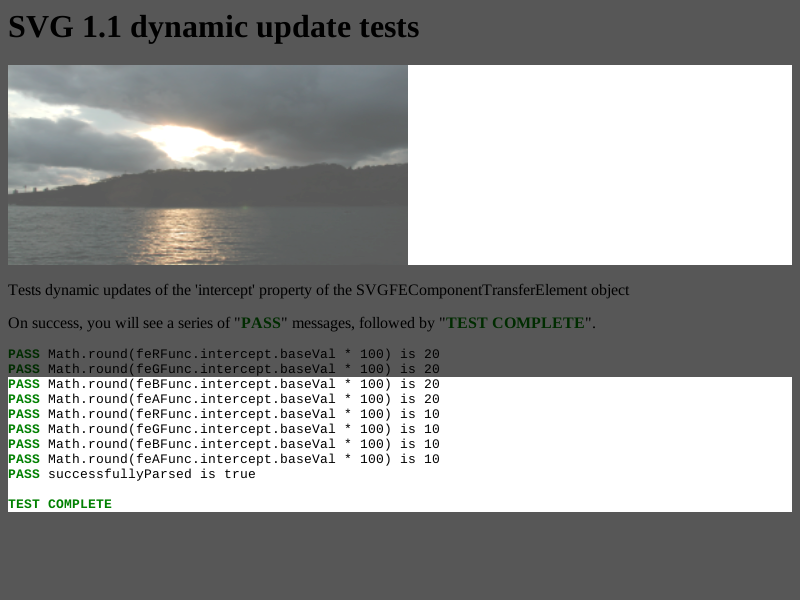 SVG 1.1 dynamic update tests
Tests dynamic updates of the 'intercept' property of the SVGFEComponentTransferElement object
On success, you will see a series of "PASS" messages, followed by "TEST COMPLETE".
PASS Math.round(feRFunc.intercept.baseVal * 100) is 20
PASS Math.round(feGFunc.intercept.baseVal * 100) is 20
PASS Math.round(feBFunc.intercept.baseVal * 100) is 20
PASS Math.round(feAFunc.intercept.baseVal * 100) is 20
PASS Math.round(feRFunc.intercept.baseVal * 100) is 10
PASS Math.round(feGFunc.intercept.baseVal * 100) is 10
PASS Math.round(feBFunc.intercept.baseVal * 100) is 10
PASS Math.round(feAFunc.intercept.baseVal * 100) is 10
PASS successfullyParsed is true
TEST COMPLETE